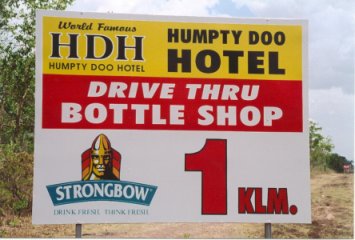 World Famous
HDH
HUMPTY DOO HOTEL
HUMPTY DOO
HOTEL
DRIVE THRU
BOTTLE SHOP
STRONGBOW
DRINK FRESH. THINK FRESH.
1 KLM.